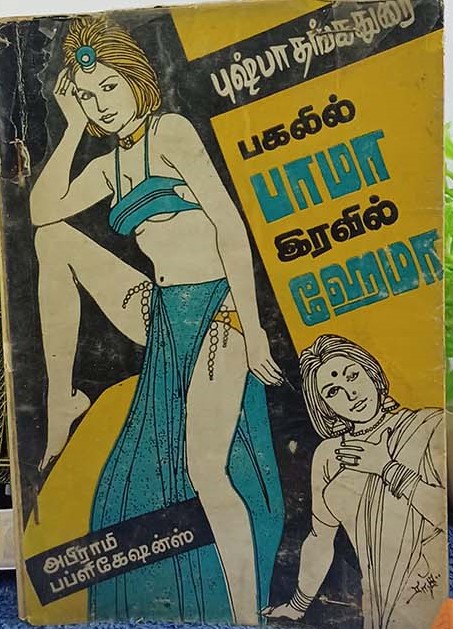 புஷ்பா தங்கதுரை
பகலில்
பாமா
இரவில்
ஹேமா
அபிராமி
பப்ளிகேஷன்ஸ்